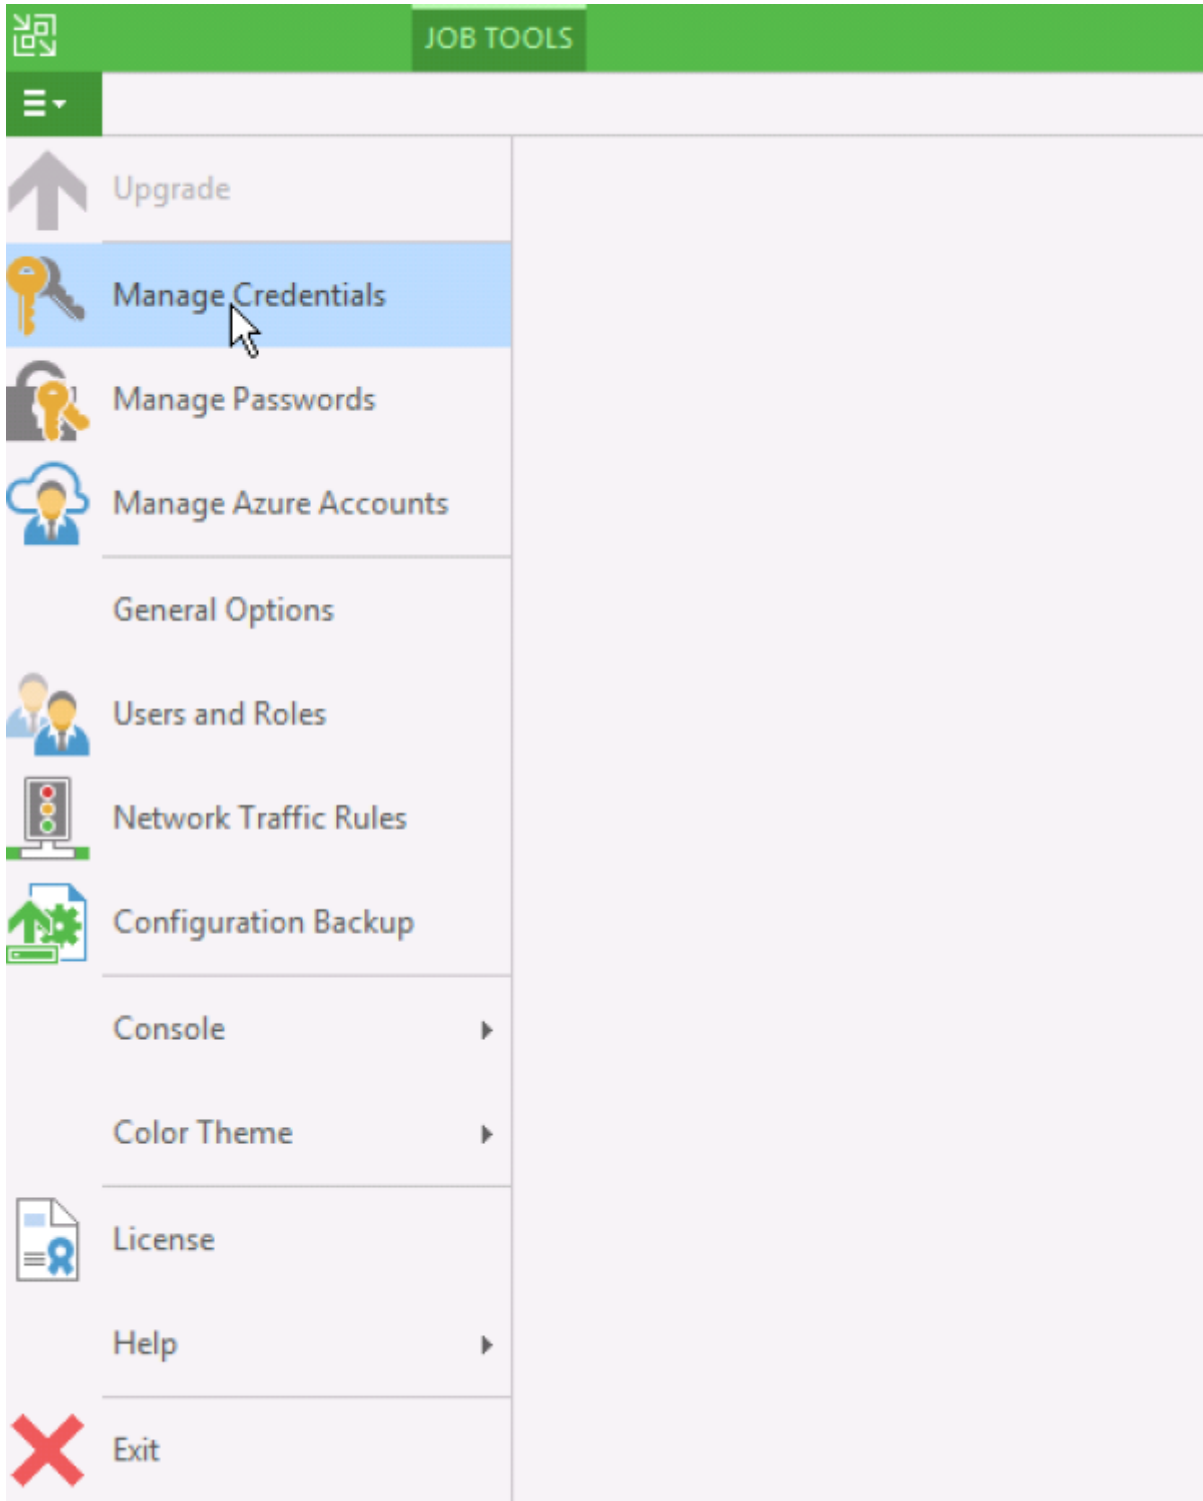 JOB TOOLS
Upgrade
Manage Credentials
Manage Passwords
Manage Azure Accounts
General Options
Users and Roles
Network Traffic Rules
Configuration Backup
Console
Color Theme
License
Help
Exit